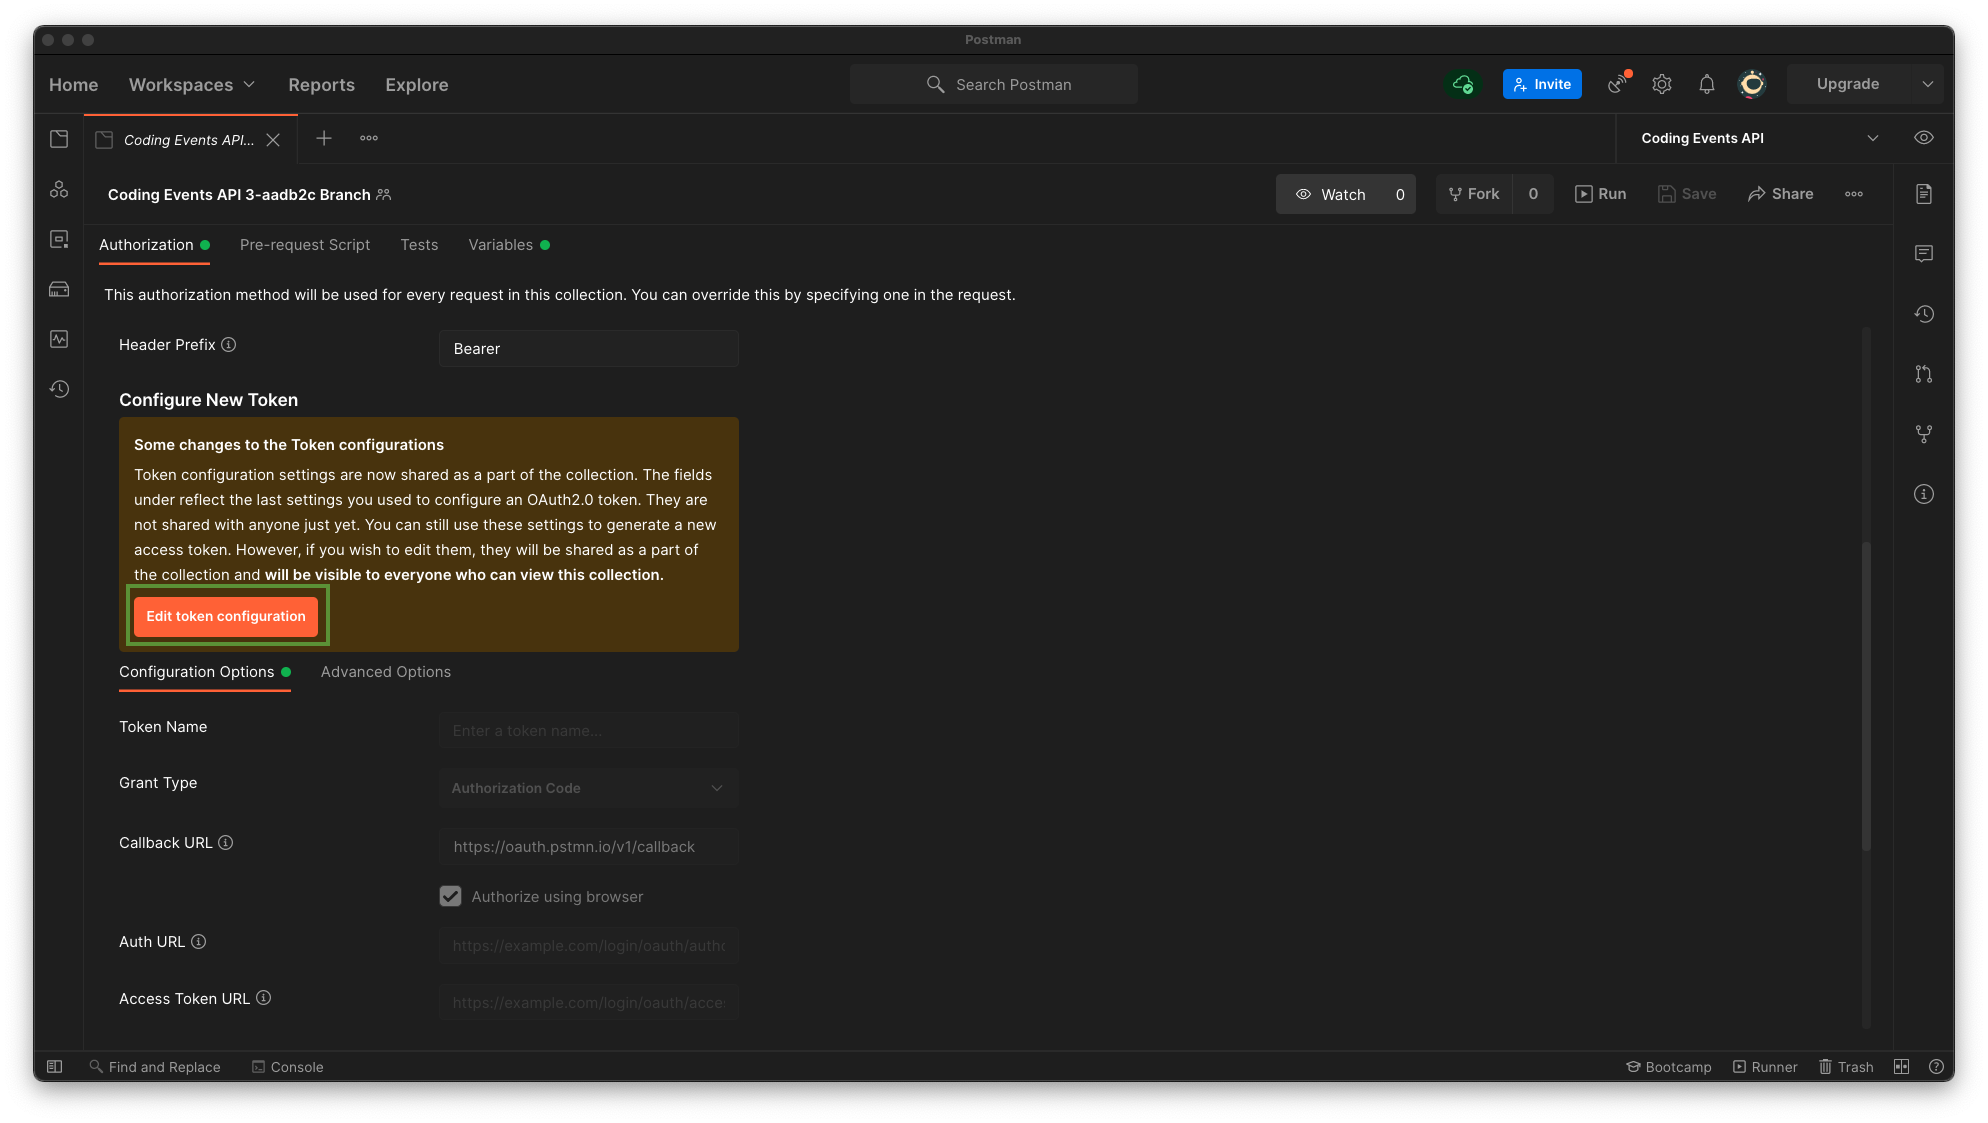 Postman
Home Workspaces Reports Explore Search Postman Invite Upgrade
Coding Events API... Coding Events API
Coding Events API 3-aadb2c Branch Watch 0 Fork 0 Run Save Share
Authorization Pre-request Script Tests Variables
This authorization method will be used for every request in this collection. You can override this by specifying one in the request.
Header Prefix Bearer
Configure New Token
Some changes to the Token configurations
Token configuration settings are now shared as a part of the collection. The fields
under reflect the last settings you used to configure an OAuth2.0 token. They are
not shared with anyone just yet. You can still use these settings to generate a new
access token. However, if you wish to edit them, they will be shared as a part of
the collection and will be visible to everyone who can view this collection.
Edit token configuration
Configuration Options Advanced Options
Token Name Enter a token name...
Grant Type Authorization Code
Callback URL https://oauth.pstmn.io/v1/callback
Authorize using browser
Auth URL https://example.com/login/oauth/autho
Access Token URL https://example.com/login/oauth/acce
Find and Replace Console Bootcamp Runner Trash